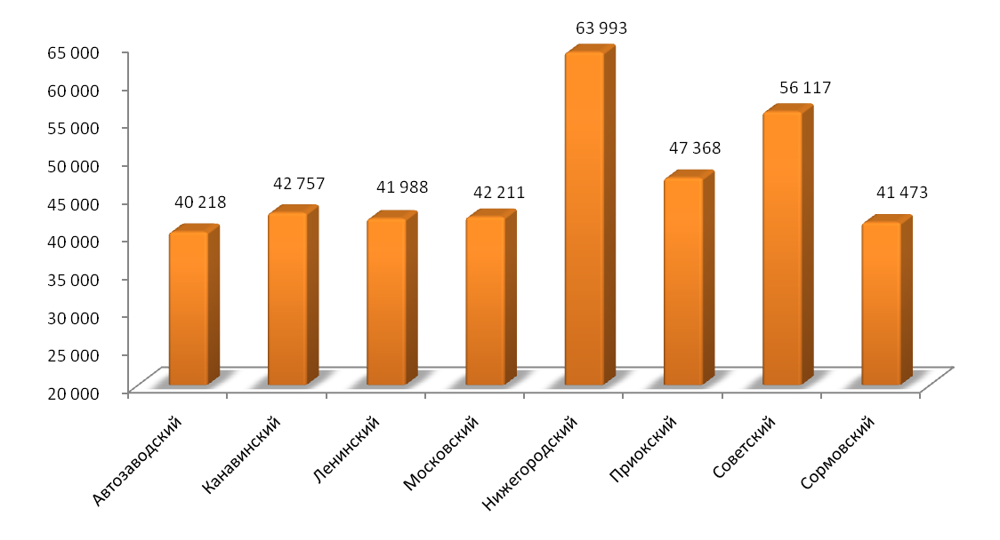 63 993
65 000
60 000
56 117
55 000
50 000
47 368
45 000
42 757
41 988
42 211
41 473
40 218
40 000
35 000
30 000
25 000
20 000
Автозаводский
Канавинский
Ленинский
Московский
Нижегородский
Приокский
Советский
Сормовский